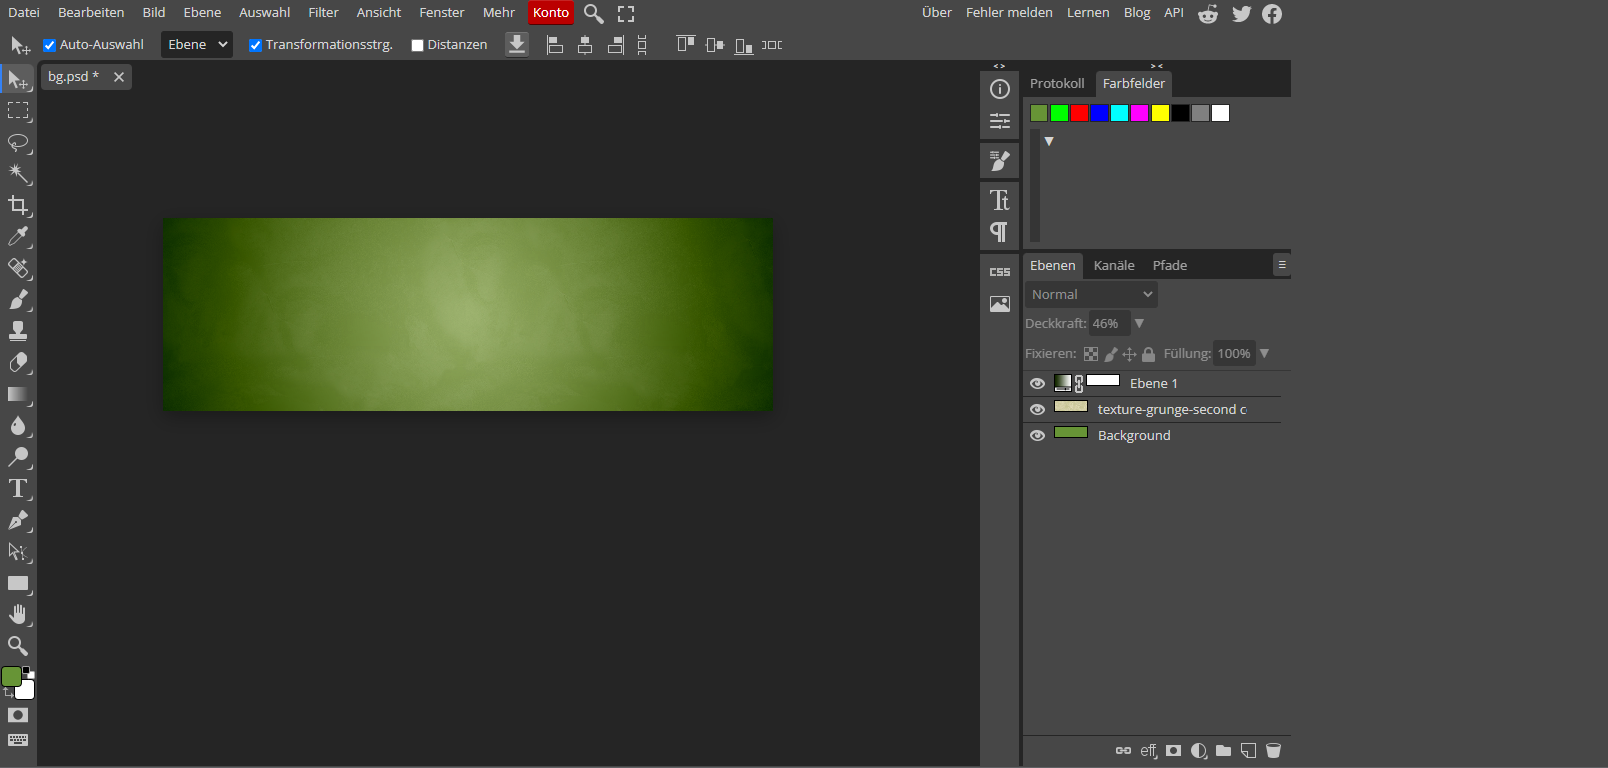 Datei Bearbeiten Bild Ebene Auswahl Filter Ansicht Fenster Mehr Konto Über Fehler melden Lernen Blog API
Auto-Auswahl Ebene Transformationsstrg. Distanzen
bg.psd *
Protokoll Farbfelder
Tt
CSS
Ebenen Kanäle Pfade
Normal
Deckkraft: 46%
Fixieren: Füllung: 100%
Ebene 1
texture-grunge-second
Background
T
eff